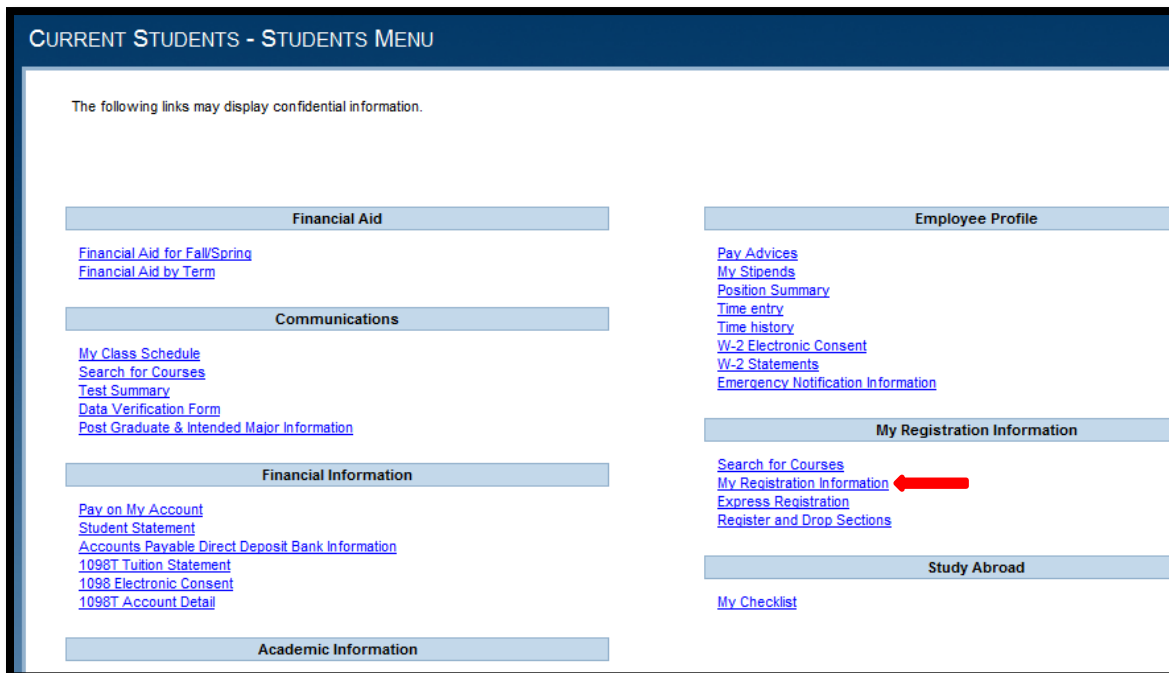 CURRENT STUDENTS - STUDENTS MENU
The following links may display confidential information.
Financial Aid
Financial Aid for Fall/Spring
Financial Aid by Term
Communications
My Class Schedule
Search for Courses
Test Summary
Data Verification Form
Post Graduate & Intended Major Information
Financial Information
Pay on My Account
Student Statement
Accounts Payable Direct Deposit Bank Information
1098T Tuition Statement
1098 Electronic Consent
1098T Account Detail
Academic Information
Employee Profile
Pay Advices
My Stipends
Position Summary
Time entry
Time history
W-2 Electronic Consent
W-2 Statements
Emergency Notification Information
My Registration Information
Search for Courses
My Registration Information
Express Registration
Register and Drop Sections
Study Abroad
My Checklist